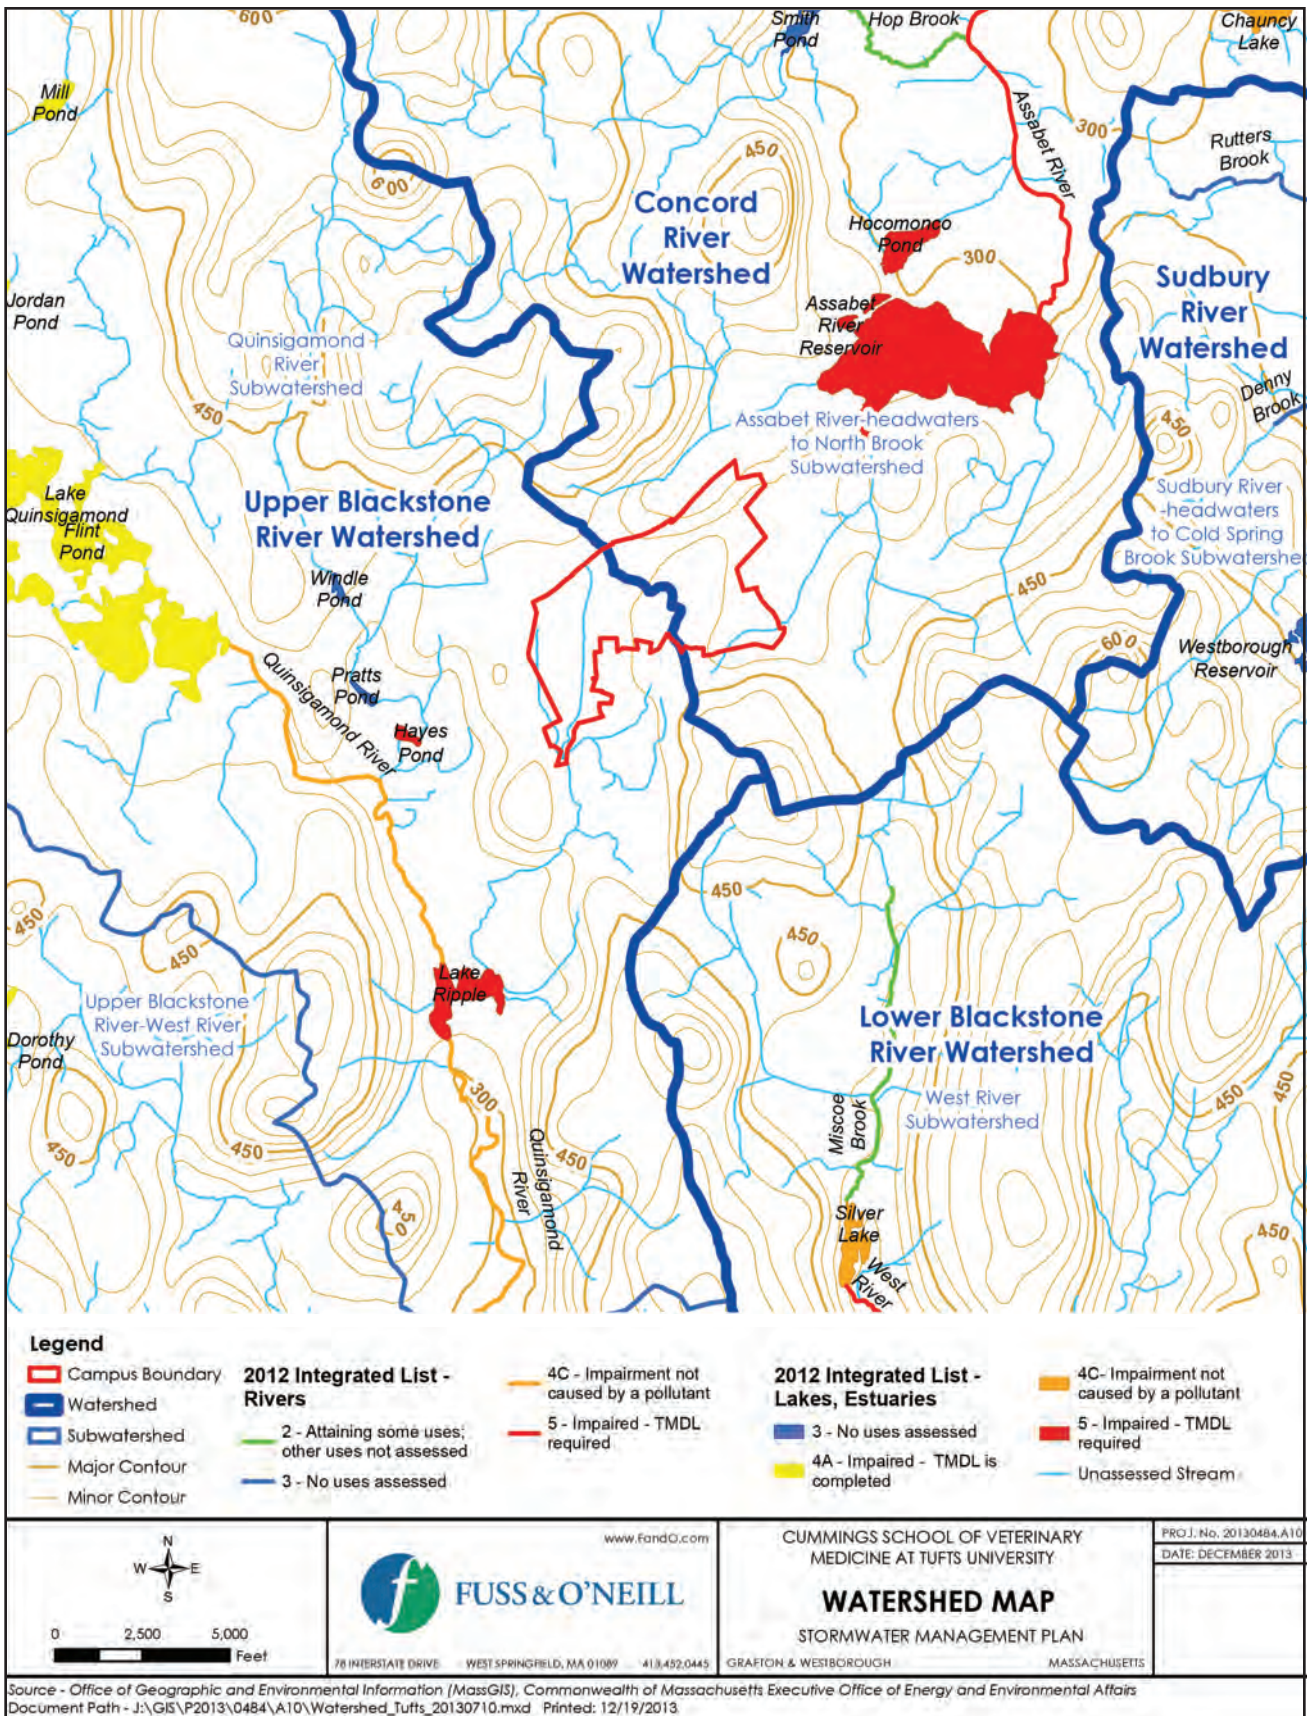 600
Smith
Pond
Hop Brook
Chauncy
Lake
Mill
Pond
Assabet River
300
Rutters
Brook
450
600
Concord
River
Watershed
Hocomonco
Pond
300
Sudbury
River
Watershed
Jordan
Pond
Assabet
River
Reservoir
Quinsigamond
River
Subwatershed
Denny
Brook
450
Assabet River-headwaters
to North Brook
Subwatershed
450
Lake
Quinsigamond
Flint
Pond
Upper Blackstone
River Watershed
Sudbury River
-headwaters
to Cold Spring
Brook Subwatershe
Windle
Pond
450
600
Westborough
Reservoir
Quinsigamond River
Pratts
Pond
Hayes
Pond
450
450
450
450
Lake
Ripple
Upper Blackstone
River-West River
Subwatershed
Dorothy
Pond
Lower Blackstone
River Watershed
300
450
450
West River
Subwatershed
Miscoe
Brook
450
450
450
Quinsigamond
River
450
Silver
Lake
450
West
River
Legend
Campus Boundary
Watershed
Subwatershed
Major Contour
Minor Contour
2012 Integrated List -
Rivers
2 - Attaining some uses;
other uses not assessed
3 - No uses assessed
4C - Impairment not
caused by a pollutant
5 - Impaired - TMDL
required
2012 Integrated List -
Lakes, Estuaries
3 - No uses assessed
4A - Impaired - TMDL is
completed
4C- Impairment not
caused by a pollutant
5 - Impaired - TMDL
required
Unassessed Stream
N
W E
S
0 2,500 5,000
Feet
www.FandO.com
f FUSS & O'NEILL
78 INTERSTATE DRIVE WEST SPRINGFIELD, MA 01089 413.452.0445
CUMMINGS SCHOOL OF VETERINARY
MEDICINE AT TUFTS UNIVERSITY
WATERSHED MAP
STORMWATER MANAGEMENT PLAN
GRAFTON & WESTBOROUGH MASSACHUSETTS
PROJ. No. 20130484.A10
DATE: DECEMBER 2013
Source - Office of Geographic and Environmental Information (MassGIS), Commonwealth of Massachusetts Executive Office of Energy and Environmental Affairs
Document Path - J:\GIS\P2013\0484\A10\Watershed_Tufts_20130710.mxd Printed: 12/19/2013